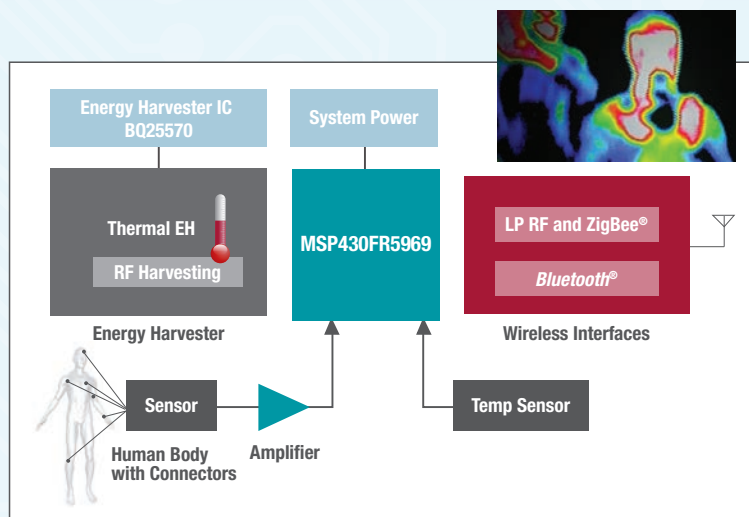 Energy Harvester IC
BQ25570
System Power
Thermal EH
RF Harvesting
MSP430FR5969
LP RF and ZigBee®
Bluetooth®
Energy Harvester
Wireless Interfaces
Sensor
Temp Sensor
Human Body
with Connectors
Amplifier